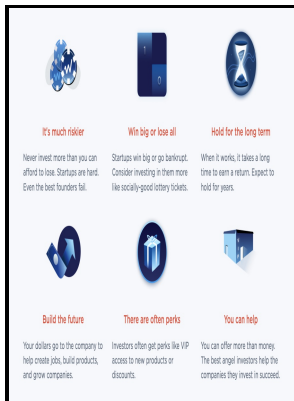 It's much riskier
Win big or lose all
Hold for the long term
Never invest more than you can
afford to lose. Startups are hard.
Even the best founders fail.
Startups win big or go bankrupt.
Consider investing in them more
like socially-good lottery tickets.
When it works, it takes a long
time to earn a return. Expect to
hold for years.
Build the future
There are often perks
You can help
Your dollars go to the company to
help create jobs, build products,
and grow companies.
Investors often get perks like VIP
access to new products or
discounts.
You can offer more than money.
The best angel investors help the
companies they invest in succeed.